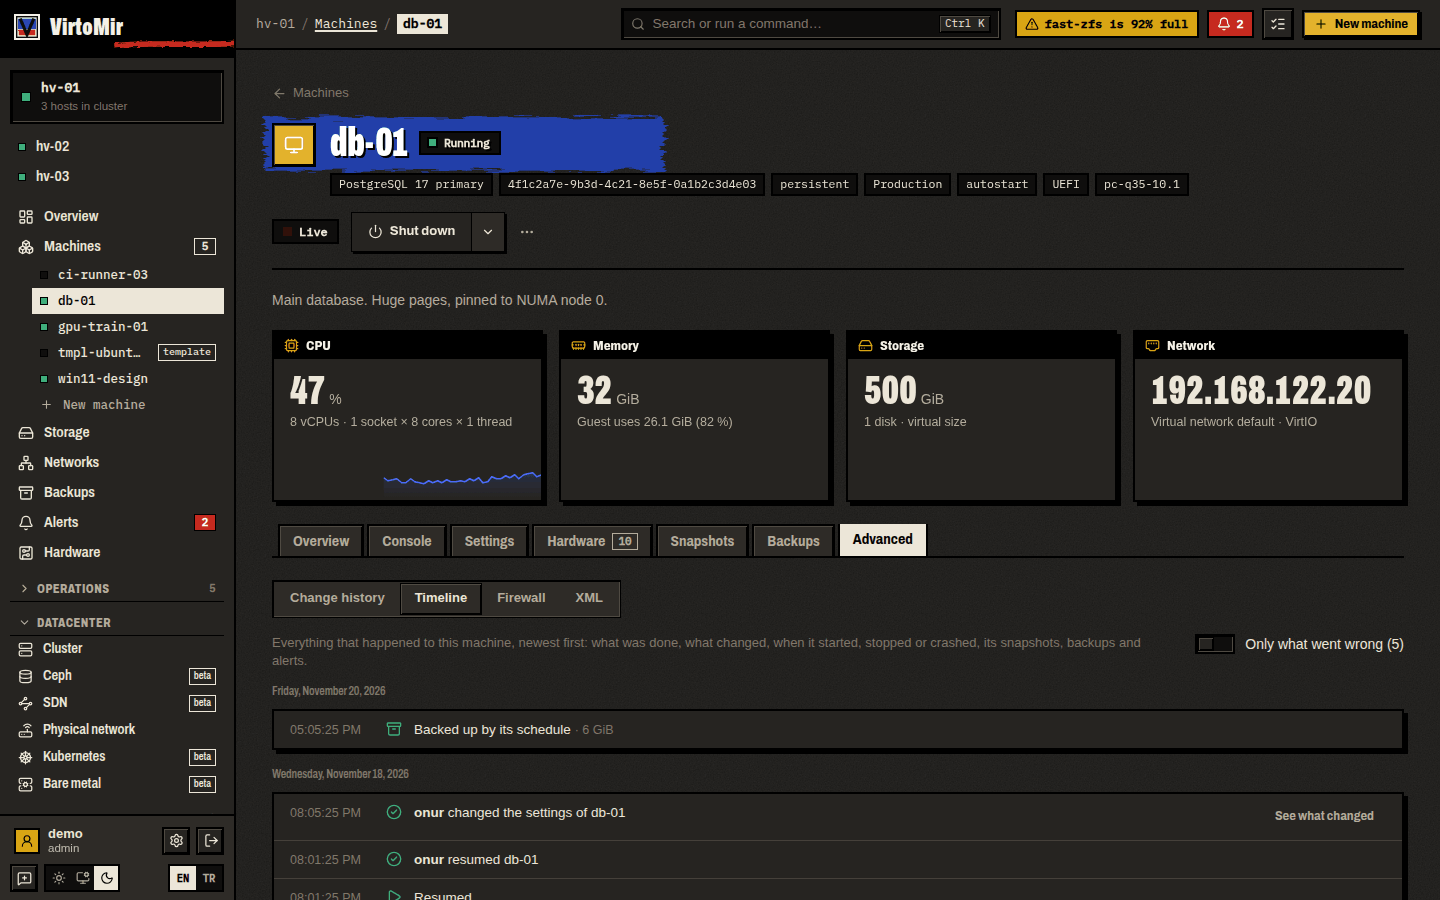 VirtoMir
hv-01 / Machines / db-01
Search or run a command…
Ctrl K
fast-zfs is 92% full
2
New machine
hv-01
3 hosts in cluster
hv-02
hv-03
Overview
Machines 5
ci-runner-03
db-01
gpu-train-01
tmpl-ubunt… template
win11-design
New machine
Storage
Networks
Backups
Alerts 2
Hardware
OPERATIONS 5
DATACENTER
Cluster
Ceph beta
SDN beta
Physical network
Kubernetes beta
Bare metal beta
demo
admin
EN TR
Machines
db-01
Running
PostgreSQL 17 primary
4f1c2a7e-9b3d-4c21-8e5f-0a1b2c3d4e03
persistent
Production
autostart
UEFI
pc-q35-10.1
Live
Shut down
Main database. Huge pages, pinned to NUMA node 0.
CPU
47 %
8 vCPUs · 1 socket × 8 cores × 1 thread
Memory
32 GiB
Guest uses 26.1 GiB (82 %)
Storage
500 GiB
1 disk · virtual size
Network
192.168.122.20
Virtual network default · VirtIO
Overview
Console
Settings
Hardware 10
Snapshots
Backups
Advanced
Change history
Timeline
Firewall
XML
Everything that happened to this machine, newest first: what was done, what changed, when it started, stopped or crashed, its snapshots, backups and
alerts.
Only what went wrong (5)
Friday, November 20, 2026
05:05:25 PM Backed up by its schedule · 6 GiB
Wednesday, November 18, 2026
08:05:25 PM onur changed the settings of db-01
See what changed
08:01:25 PM onur resumed db-01
08:01:25 PM Resumed